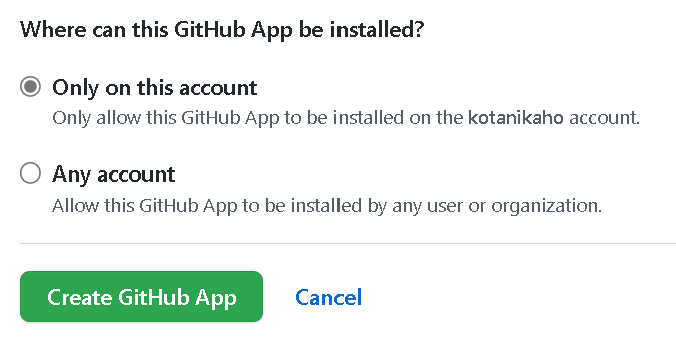 Where can this GitHub App be installed?
Only on this account
Only allow this GitHub App to be installed on the kotanikaho account.
Any account
Allow this GitHub App to be installed by any user or organization.
Create GitHub App Cancel